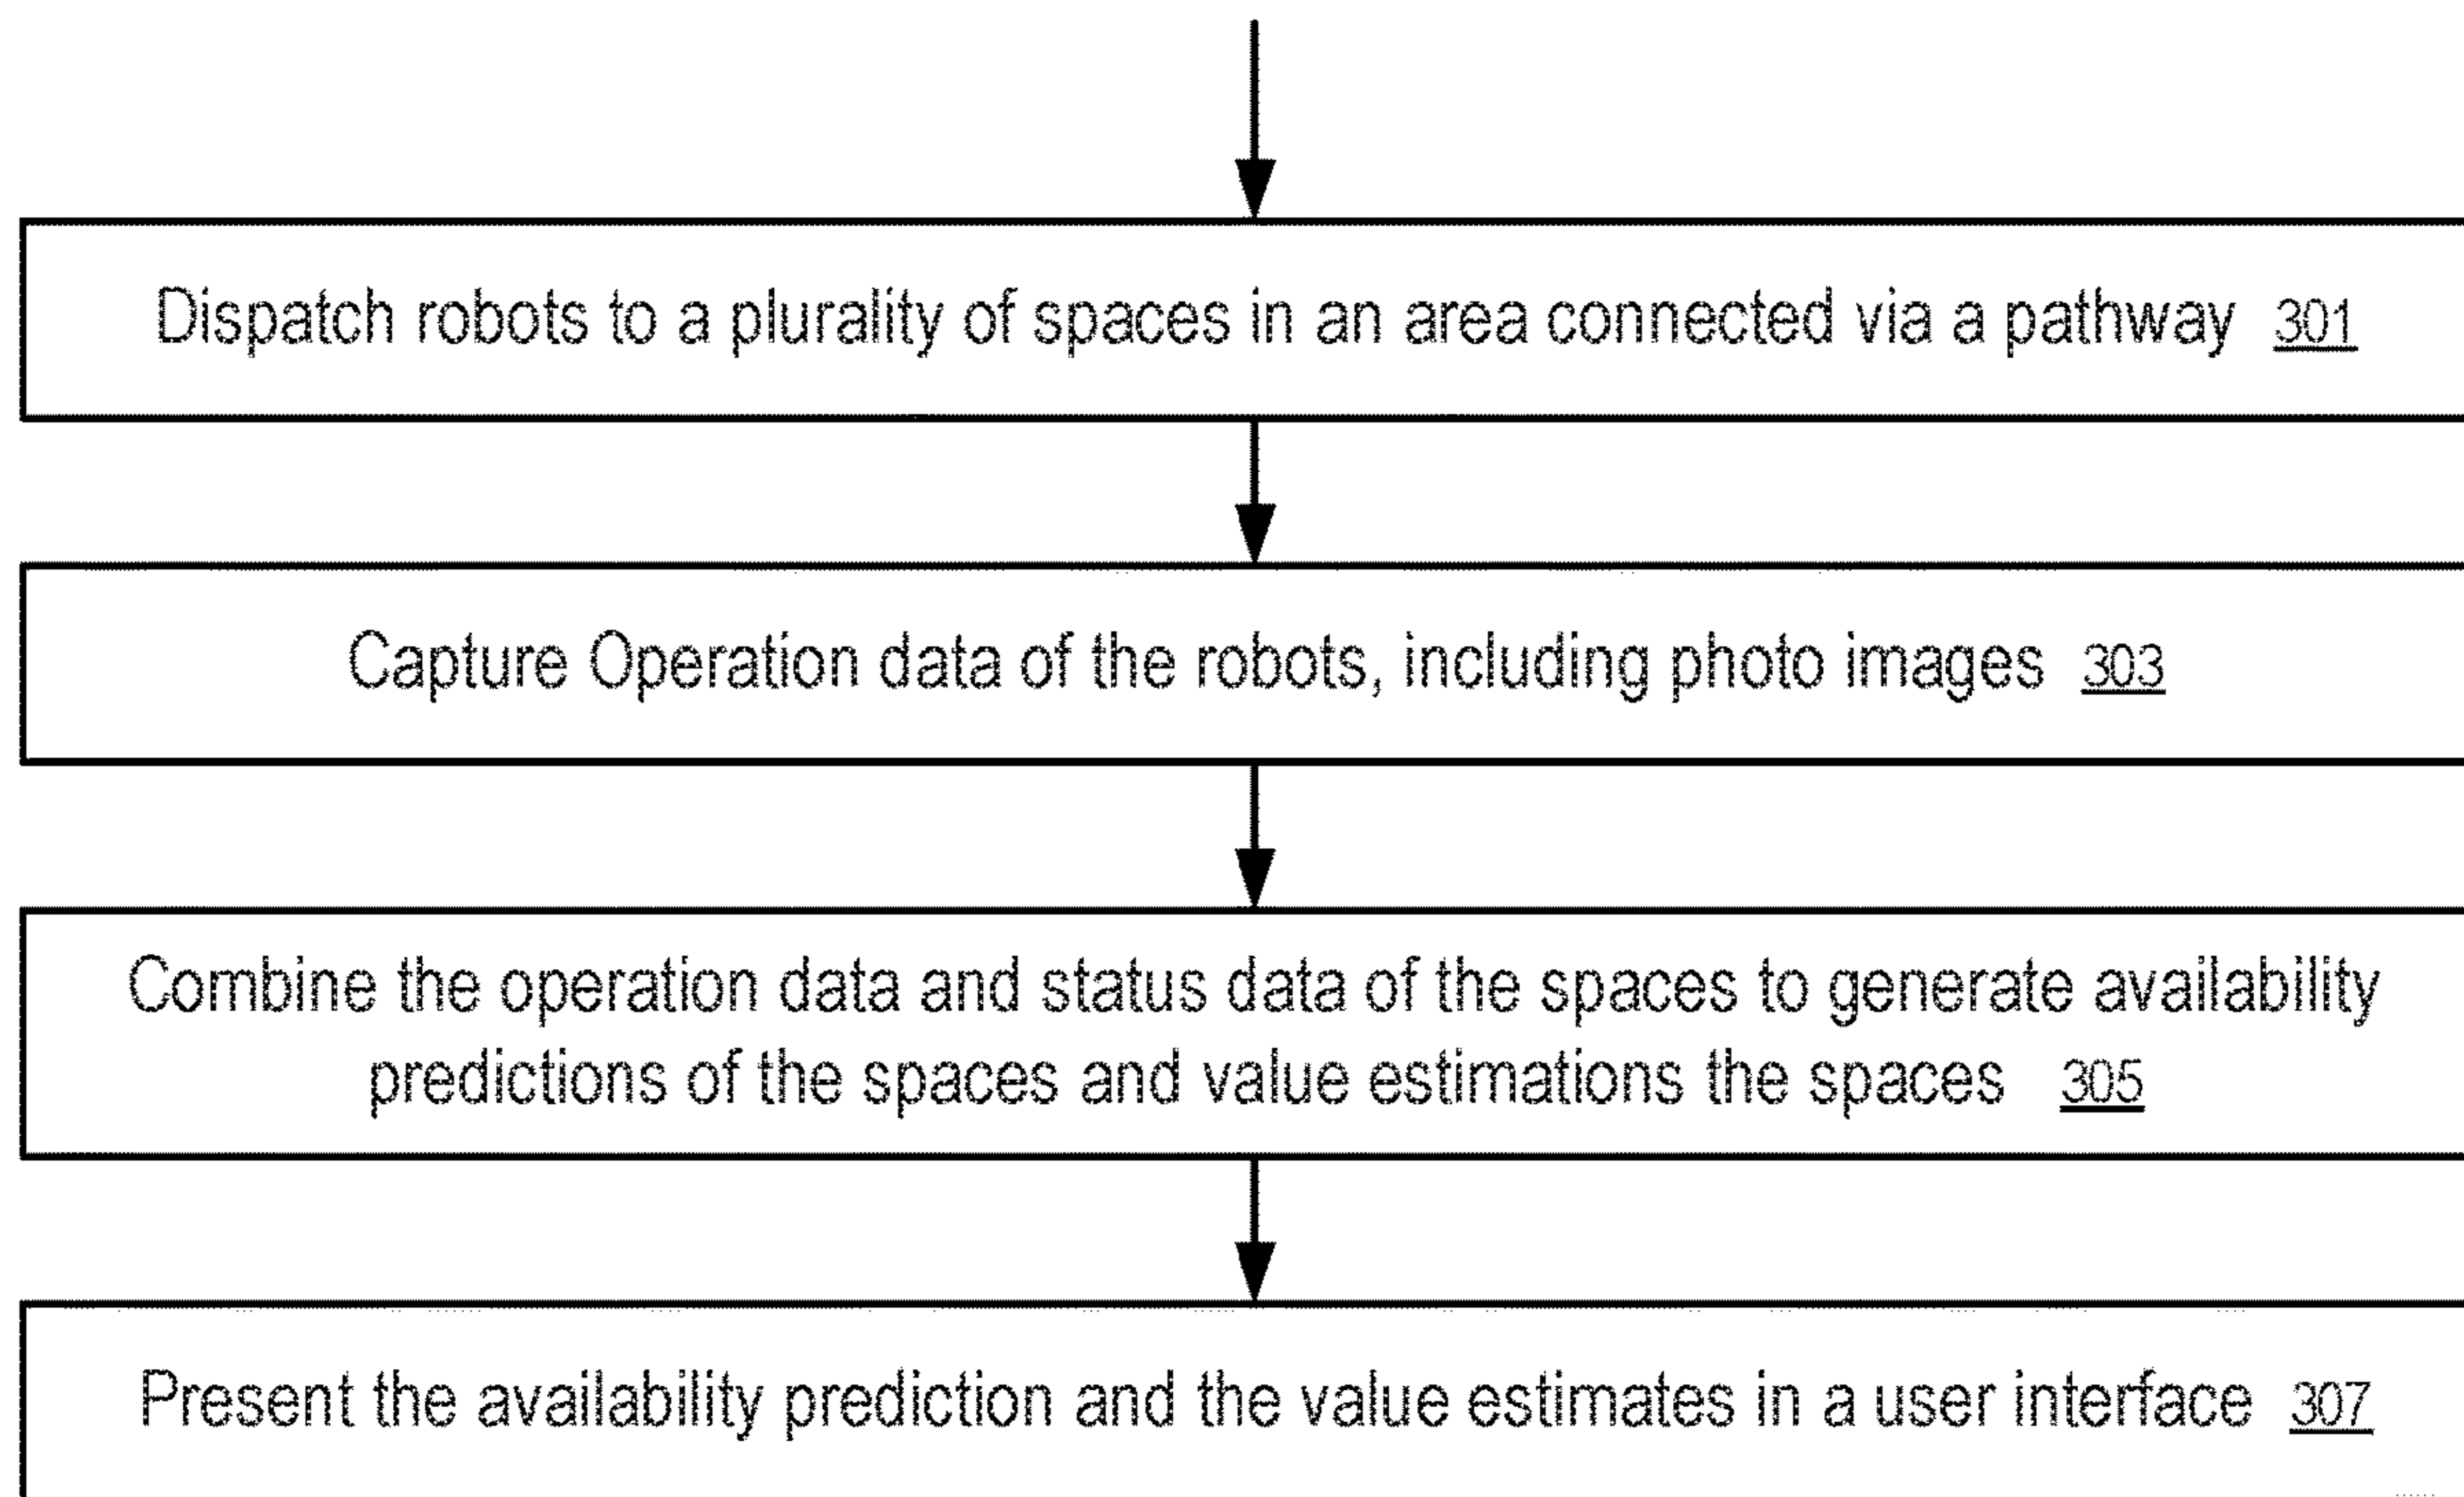 Dispatch robots to a plurality of spaces in an area connected via a pathway 301
Capture Operation data of the robots, including photo images 303
Combine the operation data and status data of the spaces to generate availability
predictions of the spaces and value estimations the spaces 305
Present the availability prediction and the value estimates in a user interface 307